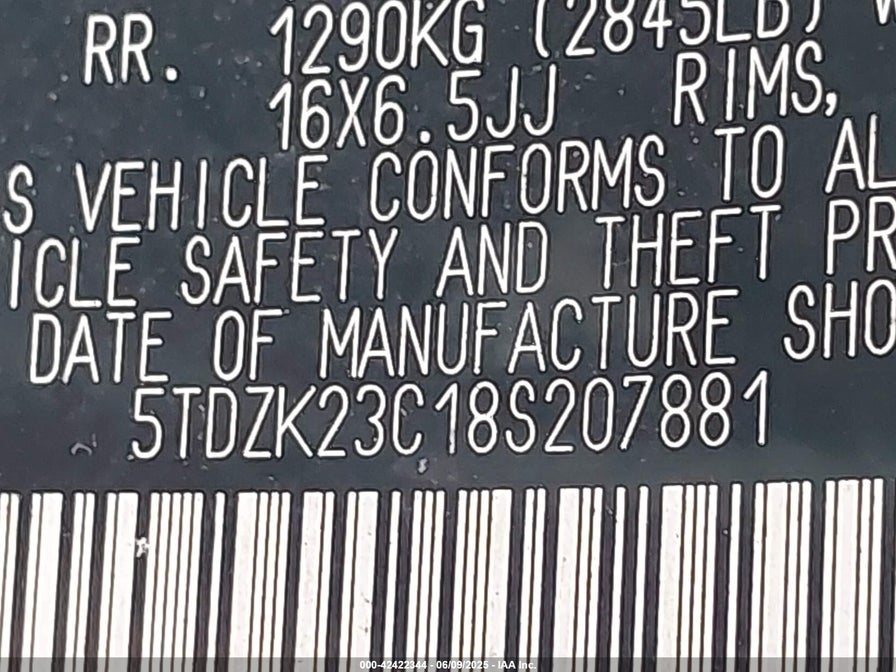 RR. 1290KG (2845LB) W
16X6.5JJ RIMS,
S VEHICLE CONFORMS TO AL
ICLE SAFETY AND THEFT PR
DATE OF MANUFACTURE SHO
5TDZK23C18S207881
000-42422344 - 06/09/2025 - IAA Inc.